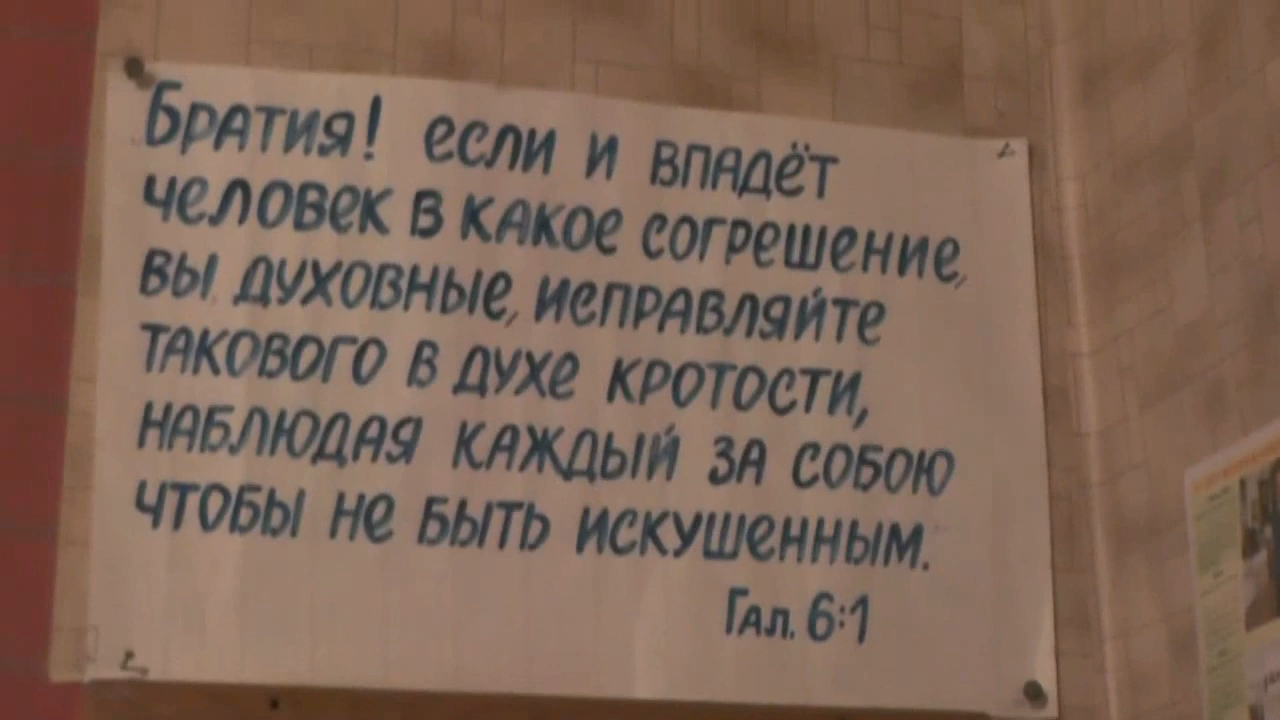 Братия! если и впадёт
человек в какое согрешение,
вы духовные, исправляйте
такового в духе кротости,
наблюдая каждый за собою
чтобы не быть искушенным.
Гал. 6:1